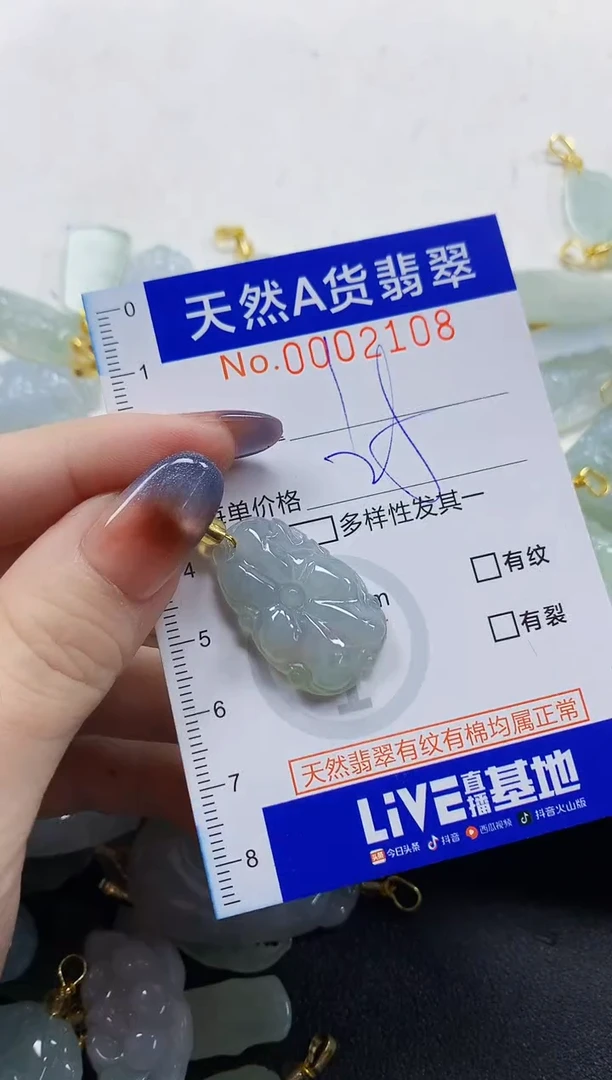 天然A货翡翠
No.0002108
0
1
单价格
多样性发其一
4
m
有纹
5
有裂
6
天然翡翠有纹有棉均属正常
7
LiVE直播基地
头条 今日头条 抖音 西瓜视频 抖音火山版
8